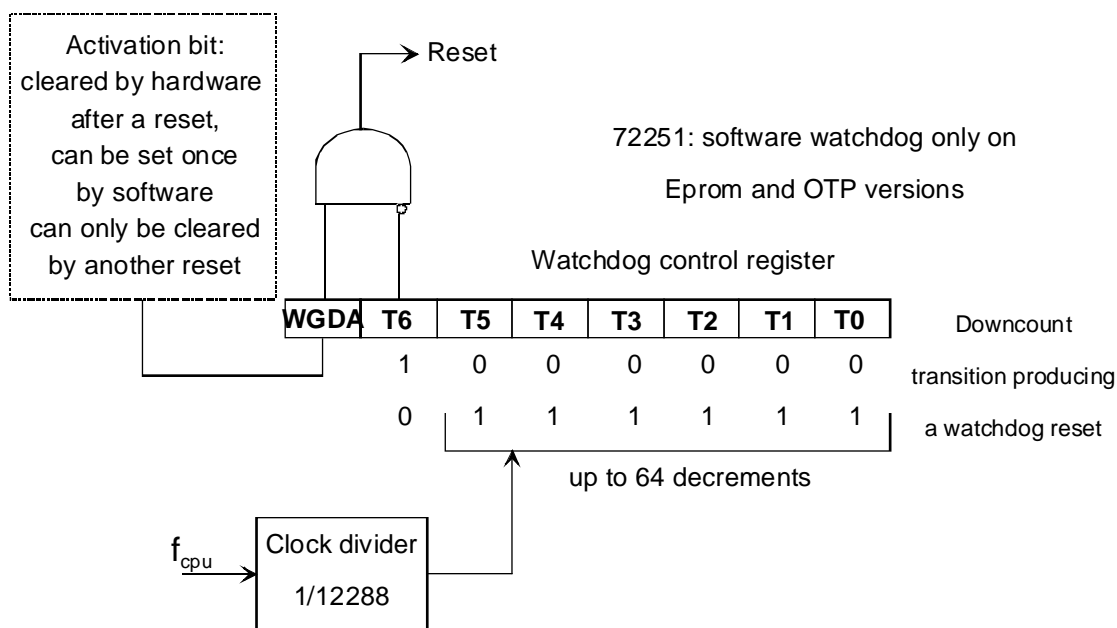 Activation bit:
cleared by hardware
after a reset,
can be set once
by software
can only be cleared
by another reset
Reset
72251: software watchdog only on
Eprom and OTP versions
Watchdog control register
WGDA T6 T5 T4 T3 T2 T1 T0
1 0 0 0 0 0 0
0 1 1 1 1 1 1
Downcount
transition producing
a watchdog reset
up to 64 decrements
fcpu
Clock divider
1/12288